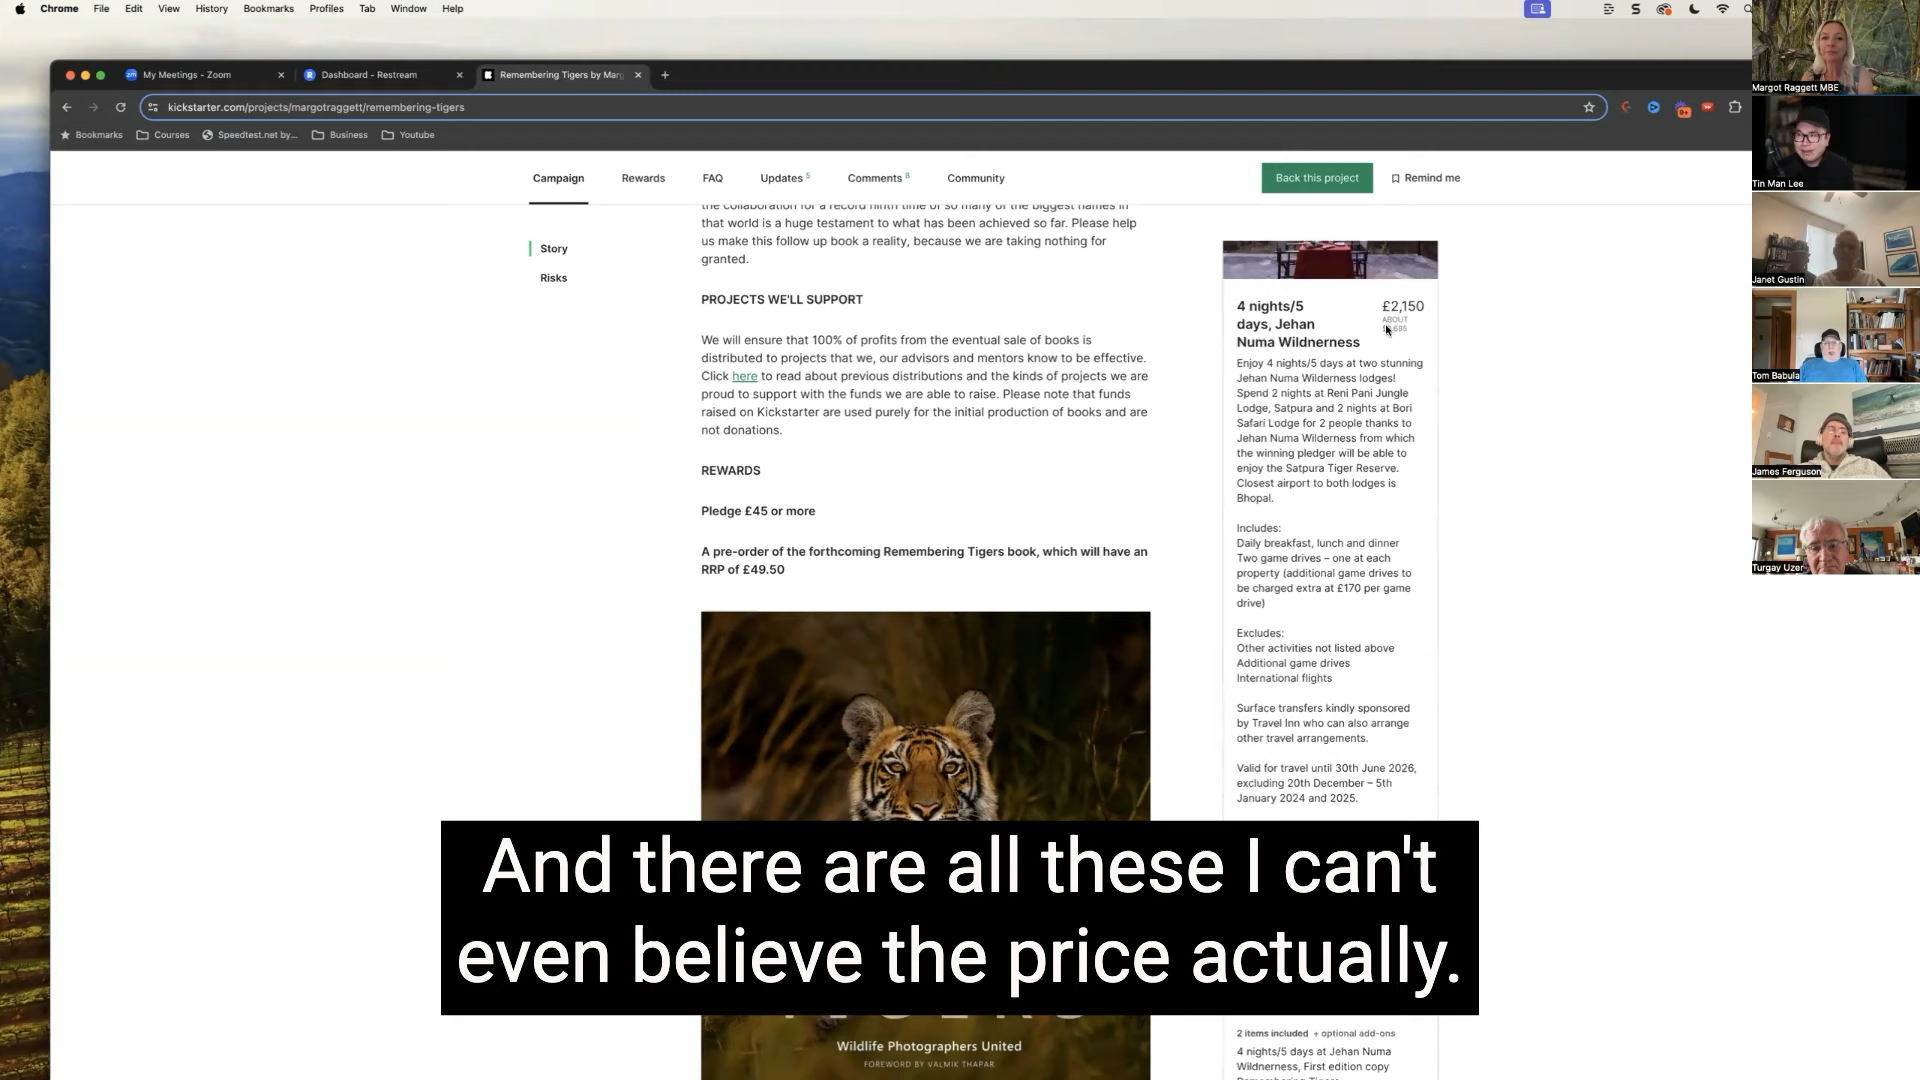 Chrome File Edit View History Bookmarks Profiles Tab Window Help
My Meetings - Zoom
Dashboard - Restream
Remembering Tigers by Marg
kickstarter.com/projects/margotraggett/remembering-tigers
Bookmarks Courses Speedtest.net by... Business Youtube
Campaign Rewards FAQ Updates 5 Comments 8 Community
Back this project
Remind me
Story
Risks
the collaboration for a record ninth time of so many of the biggest names in
that world is a huge testament to what has been achieved so far. Please help
us make this follow up book a reality, because we are taking nothing for
granted.
PROJECTS WE'LL SUPPORT
We will ensure that 100% of profits from the eventual sale of books is
distributed to projects that we, our advisors and mentors know to be effective.
Click here to read about previous distributions and the kinds of projects we are
proud to support with the funds we are able to raise. Please note that funds
raised on Kickstarter are used purely for the initial production of books and are
not donations.
REWARDS
Pledge £45 or more
A pre-order of the forthcoming Remembering Tigers book, which will have an
RRP of £49.50
Wildlife Photographers United
FOREWORD BY VALMIK THAPAR
4 nights/5
days, Jehan
Numa Wildnerness
£2,150
ABOUT
Enjoy 4 nights/5 days at two stunning
Jehan Numa Wilderness lodges!
Spend 2 nights at Reni Pani Jungle
Lodge, Satpura and 2 nights at Bori
Safari Lodge for 2 people thanks to
Jehan Numa Wilderness from which
the winning pledger will be able to
enjoy the Satpura Tiger Reserve.
Closest airport to both lodges is
Bhopal.
Includes:
Daily breakfast, lunch and dinner
Two game drives – one at each
property (additional game drives to
be charged extra at £170 per game
drive)
Excludes:
Other activities not listed above
Additional game drives
International flights
Surface transfers kindly sponsored
by Travel Inn who can also arrange
other travel arrangements.
Valid for travel until 30th June 2026,
excluding 20th December – 5th
January 2024 and 2025.
2 items included + optional add-ons
4 nights/5 days at Jehan Numa
Wilderness, First edition copy
And there are all these I can't
even believe the price actually.
Margot Raggett MBE
Tin Man Lee
Janet Gustin
Tom Babula
James Ferguson
Turgay Uzer